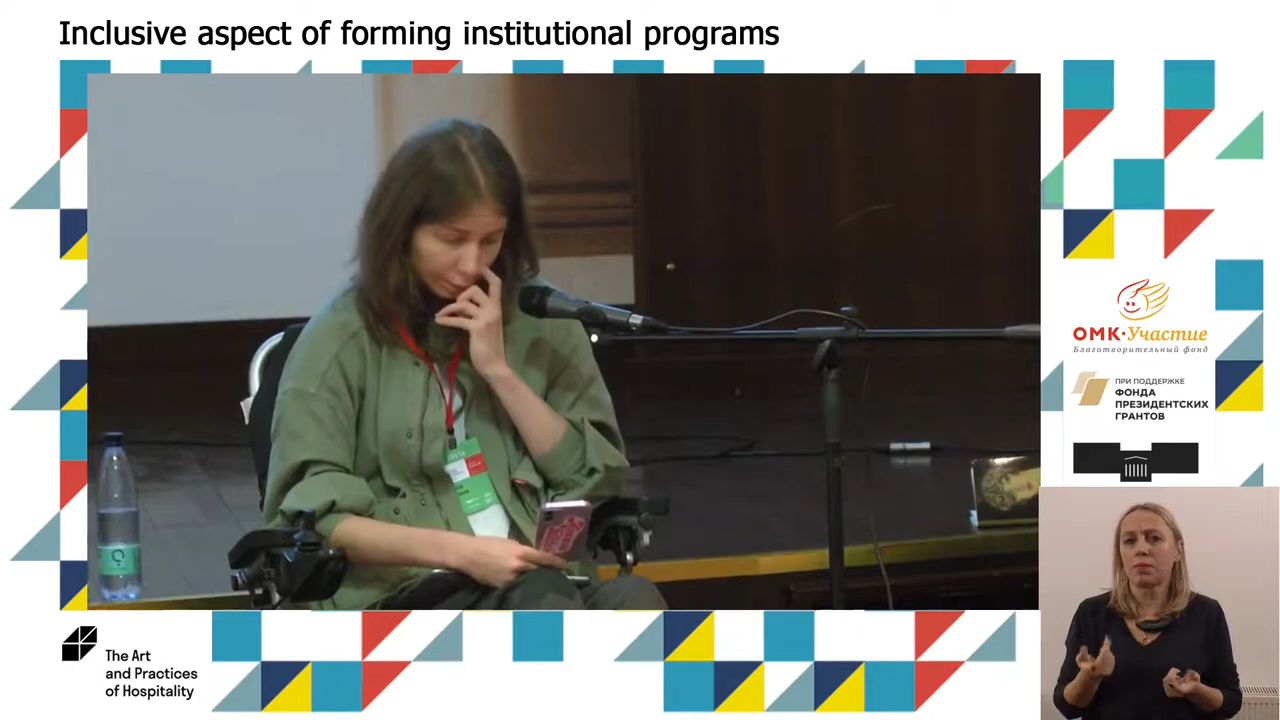 Inclusive aspect of forming institutional programs
ОМК·Участие
Благотворительный фонд
ПРИ ПОДДЕРЖКЕ
ФОНДА
ПРЕЗИДЕНТСКИХ
ГРАНТОВ
The Art
and Practices
of Hospitality